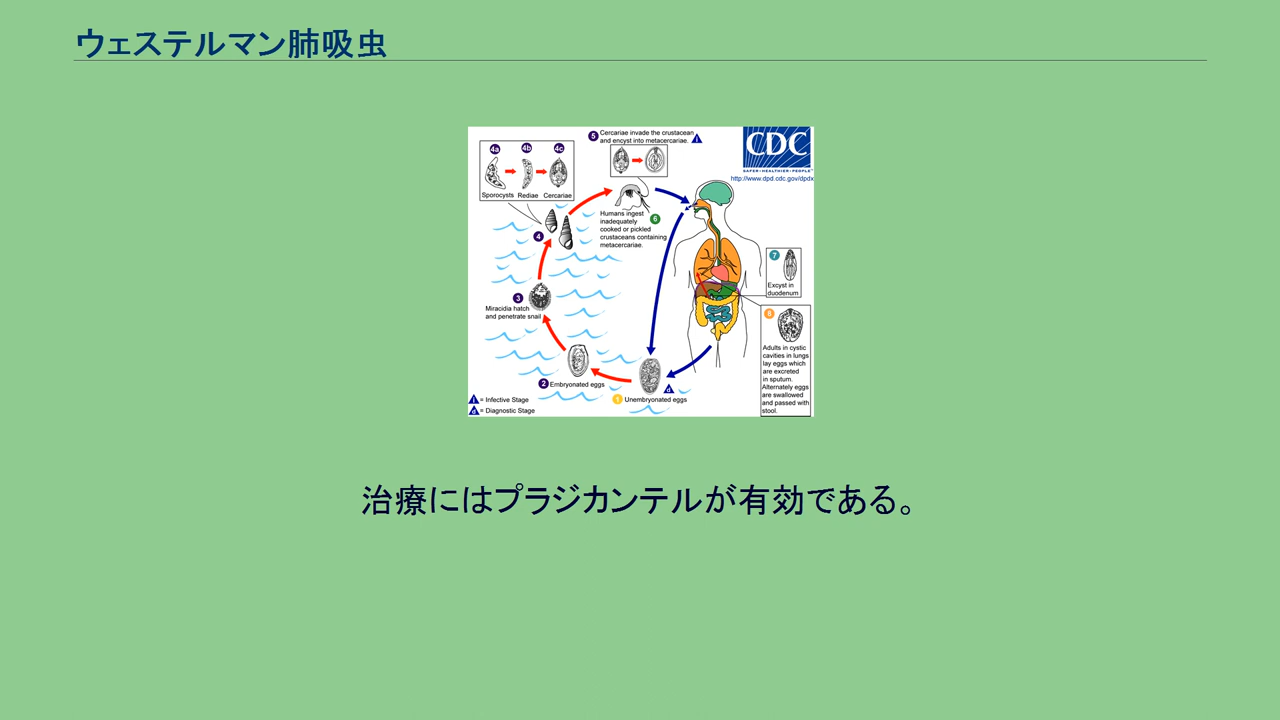 ウェステルマン肺吸虫
4a
4b
4c
Sporocysts
Rediae
Cercariae
5
Cercariae invade the crustacean
and encyst into metacercariae.
i
CDC
SAFER·HEALTHIER·PEOPLE™
http://www.dpd.cdc.gov/dpdx
Humans ingest
inadequately
cooked or pickled
crustaceans containing
metacercariae.
6
4
7
Excyst in
duodenum
3
Miracidia hatch
and penetrate snail
8
Adults in cystic
cavities in lungs
lay eggs which
are excreted
in sputum.
Alternately eggs
are swallowed
and passed with
stool.
2
Embryonated eggs
d
1
Unembryonated eggs
i = Infective Stage
d = Diagnostic Stage
治療にはプラジカンテルが有効である。